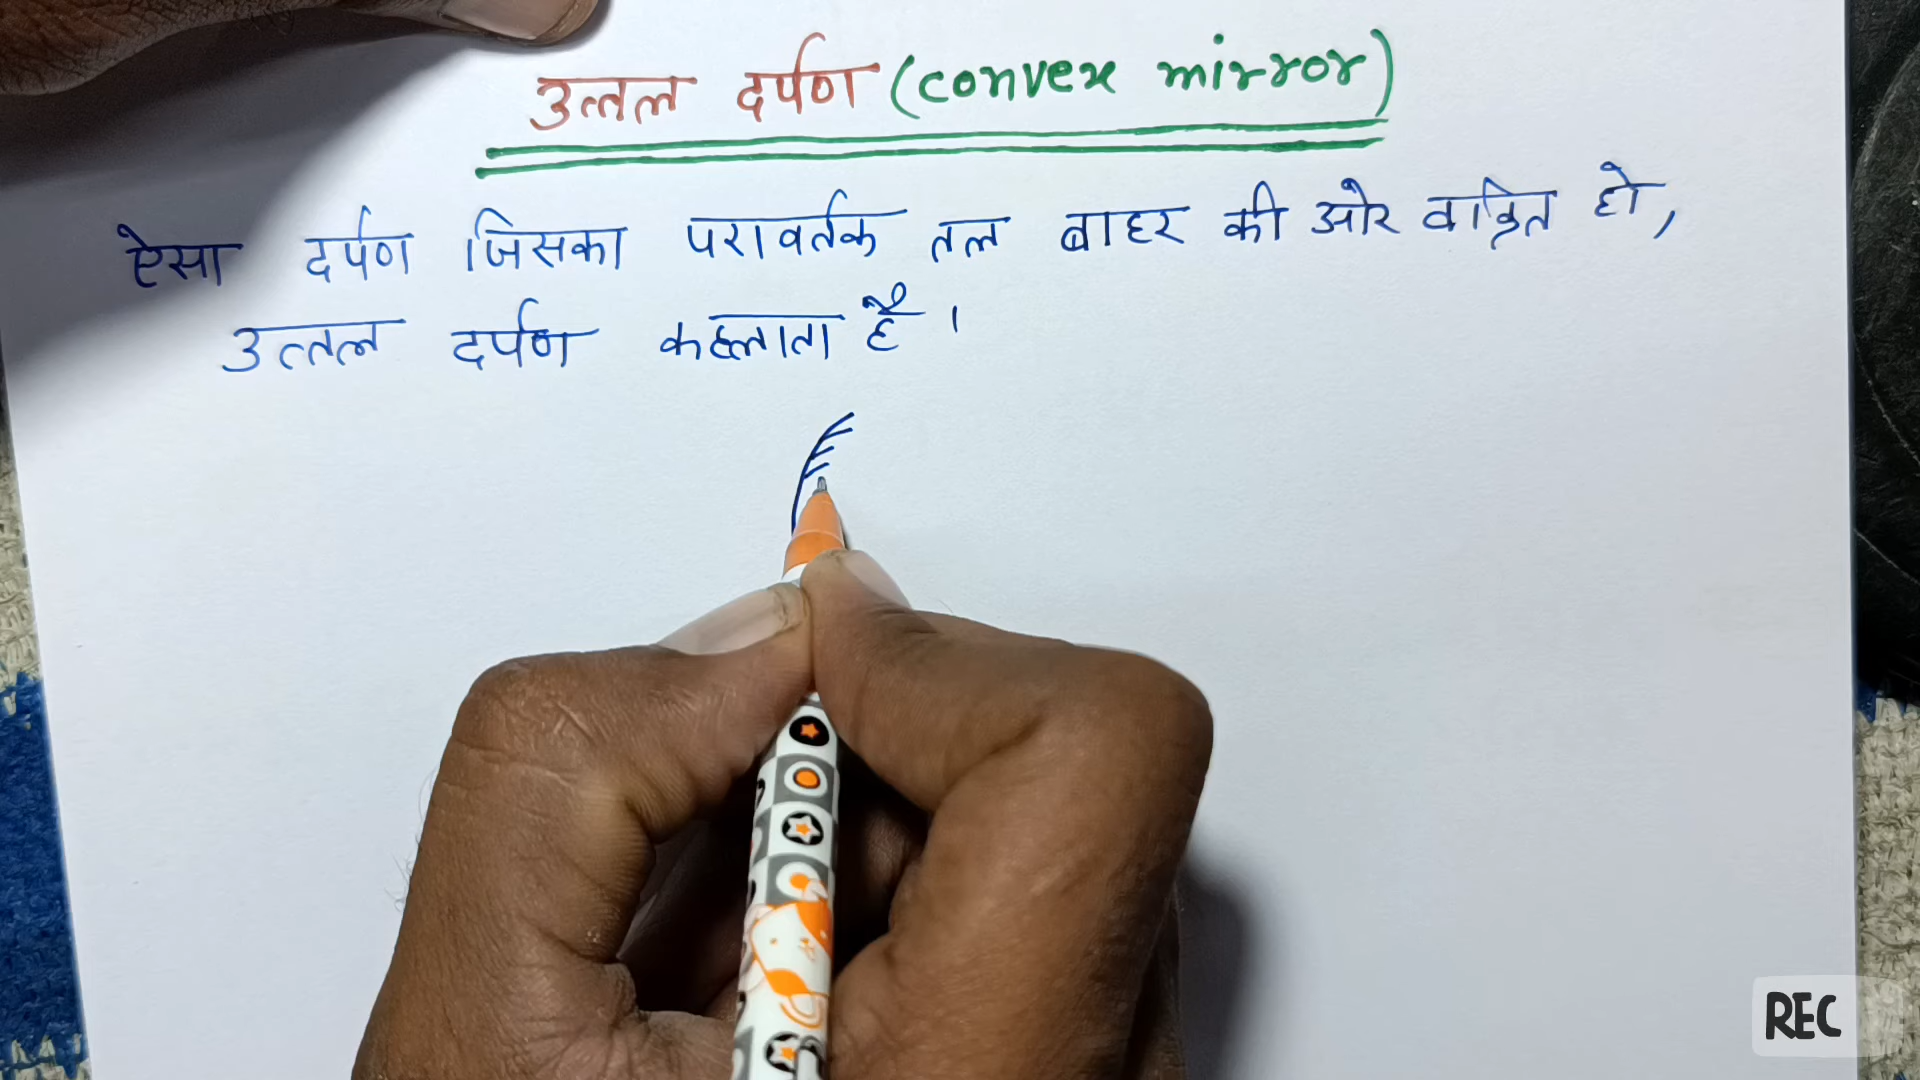 उत्तल दर्पण (convex mirror)
ऐसा दर्पण जिसका परावर्तक तल बाहर की ओर वक्रित हो,
उत्तल दर्पण कहलाता है।
REC